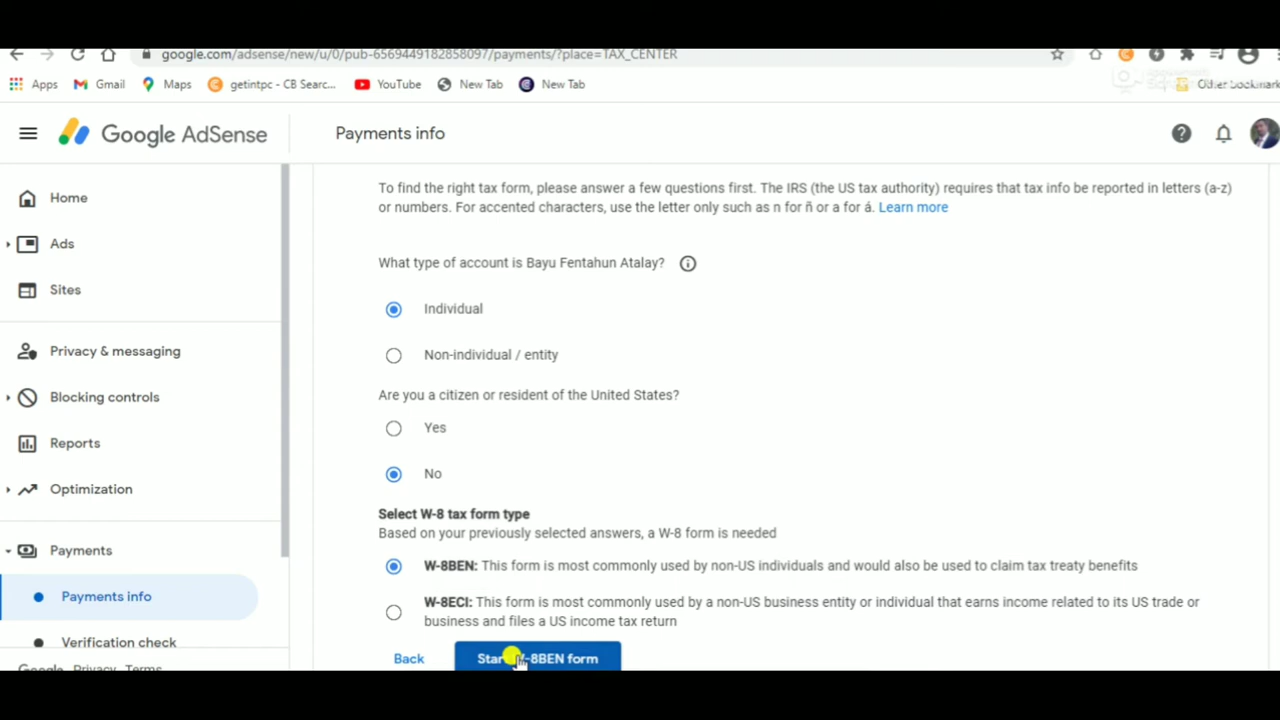 google.com/adsense/new/u/0/pub-6569449182858097/payments/?place=TAX_CENTER
Apps Gmail Maps getintpc - CB Searc... YouTube New Tab New Tab Other bookmark
Google AdSense Payments info
To find the right tax form, please answer a few questions first. The IRS (the US tax authority) requires that tax info be reported in letters (a-z)
or numbers. For accented characters, use the letter only such as n for ñ or a for á. Learn more
Home
Ads
Sites
Privacy & messaging
Blocking controls
Reports
Optimization
Payments
Payments info
Verification check
Google Privacy Terms
What type of account is Bayu Fentahun Atalay?
Individual
Non-individual / entity
Are you a citizen or resident of the United States?
Yes
No
Select W-8 tax form type
Based on your previously selected answers, a W-8 form is needed
W-8BEN: This form is most commonly used by non-US individuals and would also be used to claim tax treaty benefits
W-8ECI: This form is most commonly used by a non-US business entity or individual that earns income related to its US trade or
business and files a US income tax return
Back Start W-8BEN form